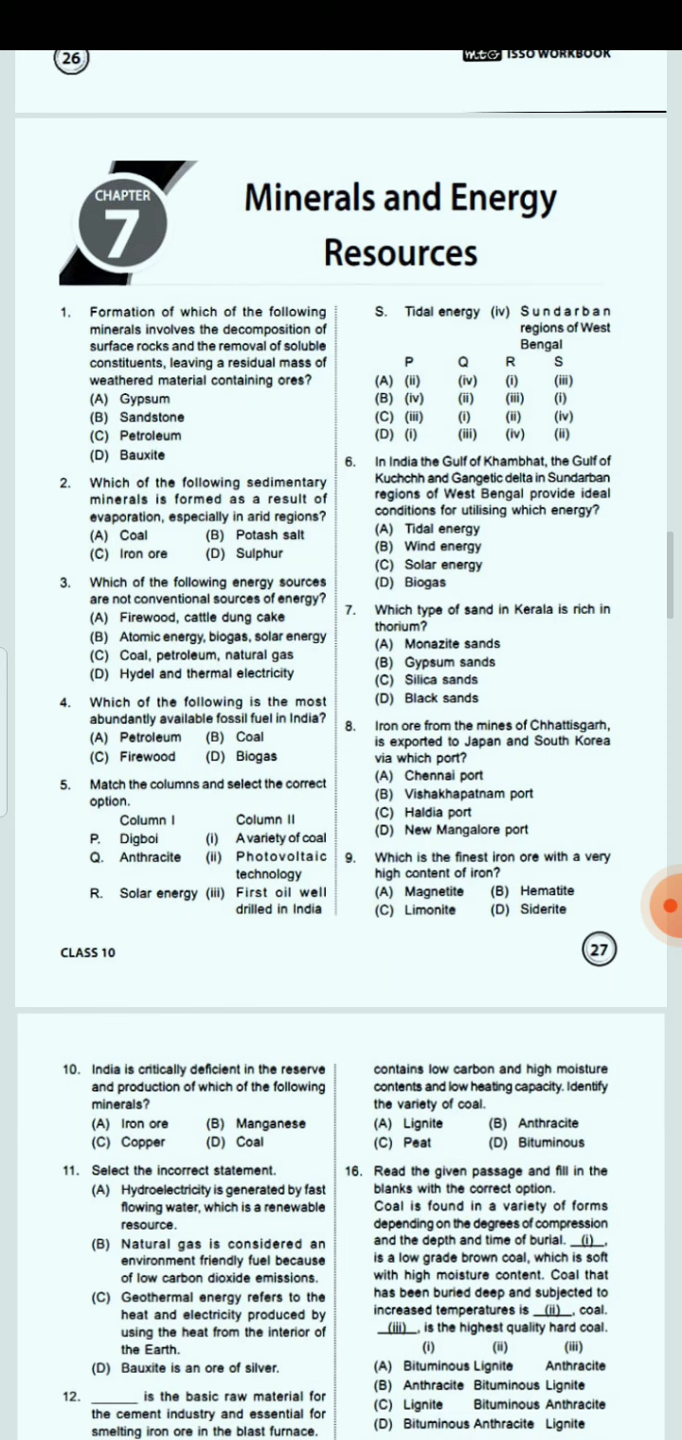 26
mtG ISSO WORKBOOK
CHAPTER
7
Minerals and Energy
Resources
1. Formation of which of the following
minerals involves the decomposition of
surface rocks and the removal of soluble
constituents, leaving a residual mass of
weathered material containing ores?
(A) Gypsum
(B) Sandstone
(C) Petroleum
(D) Bauxite
2. Which of the following sedimentary
minerals is formed as a result of
evaporation, especially in arid regions?
(A) Coal (B) Potash salt
(C) Iron ore (D) Sulphur
3. Which of the following energy sources
are not conventional sources of energy?
(A) Firewood, cattle dung cake
(B) Atomic energy, biogas, solar energy
(C) Coal, petroleum, natural gas
(D) Hydel and thermal electricity
4. Which of the following is the most
abundantly available fossil fuel in India?
(A) Petroleum (B) Coal
(C) Firewood (D) Biogas
5. Match the columns and select the correct
option.
Column I Column II
P. Digboi (i) A variety of coal
Q. Anthracite (ii) Photovoltaic
technology
R. Solar energy (iii) First oil well
drilled in India
S. Tidal energy (iv) Sundarban
regions of West
Bengal
P Q R S
(A) (ii) (iv) (i) (iii)
(B) (iv) (ii) (iii) (i)
(C) (iii) (i) (ii) (iv)
(D) (i) (iii) (iv) (ii)
6. In India the Gulf of Khambhat, the Gulf of
Kuchchh and Gangetic delta in Sundarban
regions of West Bengal provide ideal
conditions for utilising which energy?
(A) Tidal energy
(B) Wind energy
(C) Solar energy
(D) Biogas
7. Which type of sand in Kerala is rich in
thorium?
(A) Monazite sands
(B) Gypsum sands
(C) Silica sands
(D) Black sands
8. Iron ore from the mines of Chhattisgarh,
is exported to Japan and South Korea
via which port?
(A) Chennai port
(B) Vishakhapatnam port
(C) Haldia port
(D) New Mangalore port
9. Which is the finest iron ore with a very
high content of iron?
(A) Magnetite (B) Hematite
(C) Limonite (D) Siderite
CLASS 10
27
10. India is critically deficient in the reserve
and production of which of the following
minerals?
(A) Iron ore (B) Manganese
(C) Copper (D) Coal
11. Select the incorrect statement.
(A) Hydroelectricity is generated by fast
flowing water, which is a renewable
resource.
(B) Natural gas is considered an
environment friendly fuel because
of low carbon dioxide emissions.
(C) Geothermal energy refers to the
heat and electricity produced by
using the heat from the interior of
the Earth.
(D) Bauxite is an ore of silver.
12. ______ is the basic raw material for
the cement industry and essential for
smelting iron ore in the blast furnace.
contains low carbon and high moisture
contents and low heating capacity. Identify
the variety of coal.
(A) Lignite (B) Anthracite
(C) Peat (D) Bituminous
16. Read the given passage and fill in the
blanks with the correct option.
Coal is found in a variety of forms
depending on the degrees of compression
and the depth and time of burial. __(i)__,
is a low grade brown coal, which is soft
with high moisture content. Coal that
has been buried deep and subjected to
increased temperatures is __(ii)__, coal.
__(iii)__, is the highest quality hard coal.
(i) (ii) (iii)
(A) Bituminous Lignite Anthracite
(B) Anthracite Bituminous Lignite
(C) Lignite Bituminous Anthracite
(D) Bituminous Anthracite Lignite